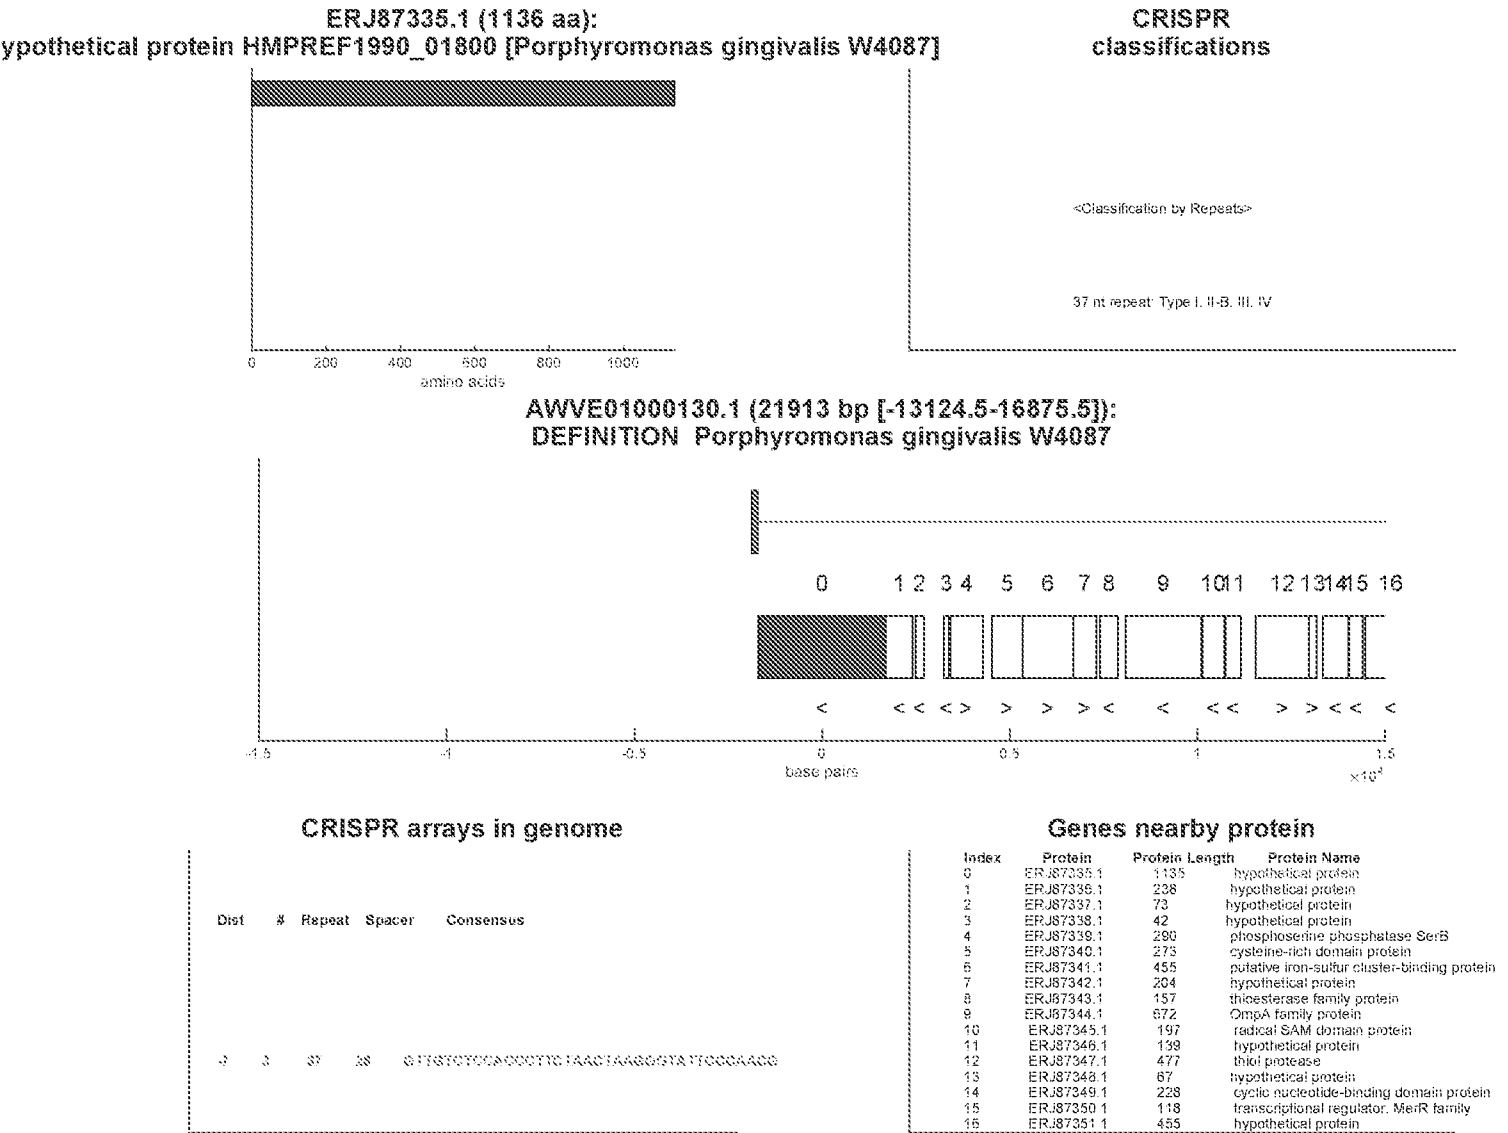 ERJ87335.1 (1136 aa):
ypothetical protein HMPREF1990_01800 [Porphyromonas gingivalis W4087]
0 200 400 600 800 1000
amino acids
CRISPR
classifications
<Classification by Repeats>
37 nt repeat: Type I, II-B, III, IV
AWVE01000130.1 (21913 bp [-13124.5-16875.5]):
DEFINITION Porphyromonas gingivalis W4087
0 1 2 3 4 5 6 7 8 9 10 11 12 13 14 15 16
< < < < > > > > < < < < > > < < <
-1.5 -1 -0.5 0 0.5 1 1.5
base pairs
×10⁴
CRISPR arrays in genome
Dist # Repeat Spacer Consensus
3 37
Genes nearby protein
Index Protein Protein Length Protein Name
0 ERJ87335.1 1135 hypothetical protein
1 ERJ87336.1 238 hypothetical protein
2 ERJ87337.1 73 hypothetical protein
3 ERJ87338.1 42 hypothetical protein
4 ERJ87339.1 290 phosphoserine phosphatase SerB
5 ERJ87340.1 273 cysteine-rich domain protein
6 ERJ87341.1 455 putative iron-sulfur cluster-binding protein
7 ERJ87342.1 204 hypothetical protein
8 ERJ87343.1 157 thioesterase family protein
9 ERJ87344.1 672 OmpA family protein
10 ERJ87345.1 197 radical SAM domain protein
11 ERJ87346.1 139 hypothetical protein
12 ERJ87347.1 477 thiol protease
13 ERJ87348.1 67 hypothetical protein
14 ERJ87349.1 228 cyclic nucleotide-binding domain protein
15 ERJ87350.1 118 transcriptional regulator, MerR family
16 ERJ87351.1 455 hypothetical protein